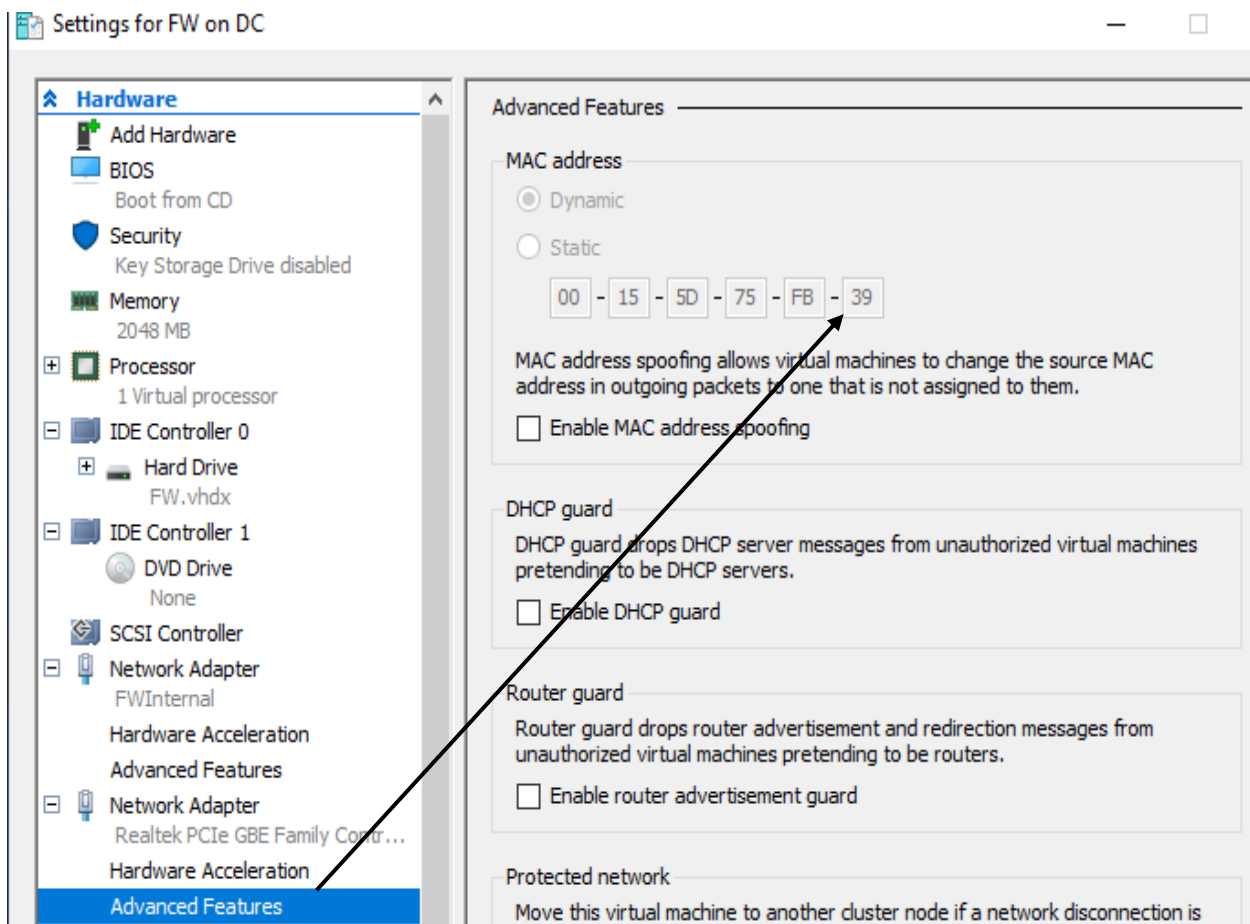 Settings for FW on DC
Hardware
Add Hardware
BIOS
Boot from CD
Security
Key Storage Drive disabled
Memory
2048 MB
Processor
1 Virtual processor
IDE Controller 0
Hard Drive
FW.vhdx
IDE Controller 1
DVD Drive
None
SCSI Controller
Network Adapter
FWInternal
Hardware Acceleration
Advanced Features
Network Adapter
Realtek PCIe GBE Family Contr...
Hardware Acceleration
Advanced Features
Advanced Features
MAC address
Dynamic
Static
00 - 15 - 5D - 75 - FB - 39
MAC address spoofing allows virtual machines to change the source MAC
address in outgoing packets to one that is not assigned to them.
Enable MAC address spoofing
DHCP guard
DHCP guard drops DHCP server messages from unauthorized virtual machines
pretending to be DHCP servers.
Enable DHCP guard
Router guard
Router guard drops router advertisement and redirection messages from
unauthorized virtual machines pretending to be routers.
Enable router advertisement guard
Protected network
Move this virtual machine to another cluster node if a network disconnection is